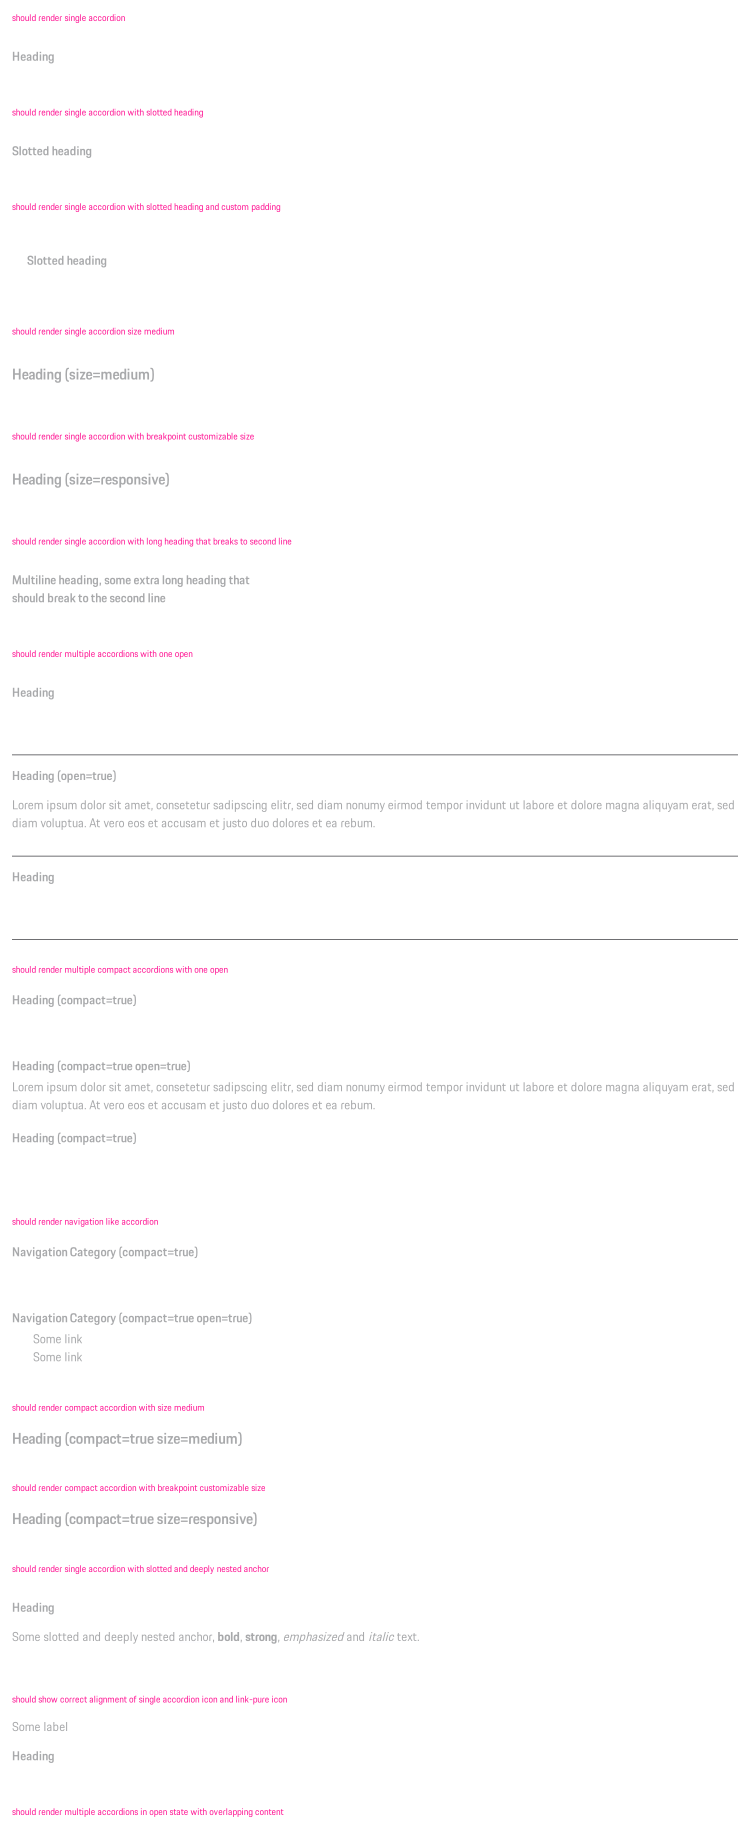 should render single accordion
Heading
should render single accordion with slotted heading
Slotted heading
should render single accordion with slotted heading and custom padding
Slotted heading
should render single accordion size medium
Heading (size=medium)
should render single accordion with breakpoint customizable size
Heading (size=responsive)
should render single accordion with long heading that breaks to second line
Multiline heading, some extra long heading that
should break to the second line
should render multiple accordions with one open
Heading
Heading (open=true)
Lorem ipsum dolor sit amet, consetetur sadipscing elitr, sed diam nonumy eirmod tempor invidunt ut labore et dolore magna aliquyam erat, sed
diam voluptua. At vero eos et accusam et justo duo dolores et ea rebum.
Heading
should render multiple compact accordions with one open
Heading (compact=true)
Heading (compact=true open=true)
Lorem ipsum dolor sit amet, consetetur sadipscing elitr, sed diam nonumy eirmod tempor invidunt ut labore et dolore magna aliquyam erat, sed
diam voluptua. At vero eos et accusam et justo duo dolores et ea rebum.
Heading (compact=true)
should render navigation like accordion
Navigation Category (compact=true)
Navigation Category (compact=true open=true)
Some link
Some link
should render compact accordion with size medium
Heading (compact=true size=medium)
should render compact accordion with breakpoint customizable size
Heading (compact=true size=responsive)
should render single accordion with slotted and deeply nested anchor
Heading
Some slotted and deeply nested anchor, bold, strong, emphasized and italic text.
should show correct alignment of single accordion icon and link-pure icon
Some label
Heading
should render multiple accordions in open state with overlapping content